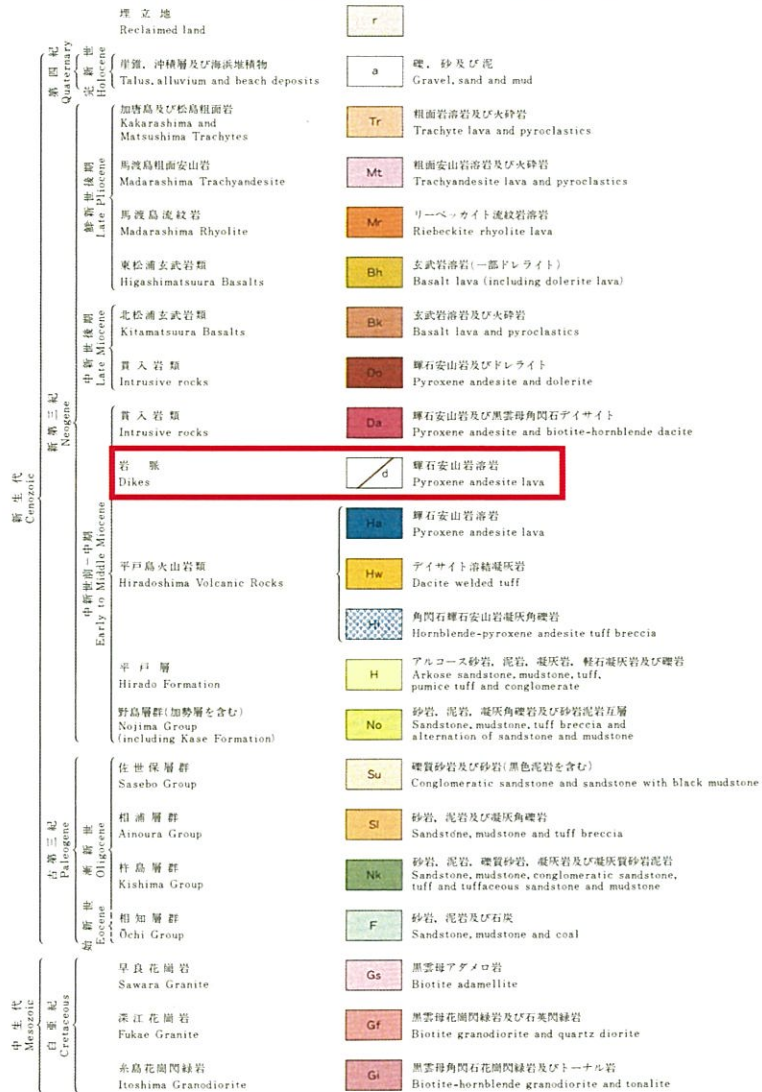 埋立地
Reclaimed land
r
第四紀
Quaternary
完新世
Holocene
崖錐, 沖積層及び海浜堆積物
Talus, alluvium and beach deposits
a
礫, 砂及び泥
Gravel, sand and mud
新生代
Cenozoic
新第三紀
Neogene
鮮新世後期
Late Pliocene
加唐島及び松島粗面岩
Kakarashima and
Matsushima Trachytes
Tr
粗面岩溶岩及び火砕岩
Trachyte lava and pyroclastics
馬渡島粗面安山岩
Madarashima Trachyandesite
Mt
粗面安山岩溶岩及び火砕岩
Trachyandesite lava and pyroclastics
馬渡島流紋岩
Madarashima Rhyolite
Mr
リーベッカイト流紋岩溶岩
Riebeckite rhyolite lava
東松浦玄武岩類
Higashimatsuura Basalts
Bh
玄武岩溶岩(一部ドレライト)
Basalt lava (including dolerite lava)
中新世後期
Late Miocene
北松浦玄武岩類
Kitamatsuura Basalts
Bk
玄武岩溶岩及び火砕岩
Basalt lava and pyroclastics
貫入岩類
Intrusive rocks
Do
輝石安山岩及びドレライト
Pyroxene andesite and dolerite
中新世前-中期
Early to Middle Miocene
貫入岩類
Intrusive rocks
Da
輝石安山岩及び黒雲母角閃石デイサイト
Pyroxene andesite and biotite-hornblende dacite
岩脈
Dikes
d
輝石安山岩溶岩
Pyroxene andesite lava
平戸島火山岩類
Hiradoshima Volcanic Rocks
Ha
輝石安山岩溶岩
Pyroxene andesite lava
Hw
デイサイト溶結凝灰岩
Dacite welded tuff
Hi
角閃石輝石安山岩凝灰角礫岩
Hornblende-pyroxene andesite tuff breccia
平戸層
Hirado Formation
H
アルコース砂岩, 泥岩, 凝灰岩, 軽石凝灰岩及び礫岩
Arkose sandstone, mudstone, tuff,
pumice tuff and conglomerate
野島層群(加勢層を含む)
Nojima Group
(including Kase Formation)
No
砂岩, 泥岩, 凝灰角礫岩及び砂岩泥岩互層
Sandstone, mudstone, tuff breccia and
alternation of sandstone and mudstone
古第三紀
Paleogene
漸新世
Oligocene
佐世保層群
Sasebo Group
Su
礫質砂岩及び砂岩(黒色泥岩を含む)
Conglomeratic sandstone and sandstone with black mudstone
相浦層群
Ainoura Group
Sl
砂岩, 泥岩及び凝灰角礫岩
Sandstone, mudstone and tuff breccia
杵島層群
Kishima Group
Nk
砂岩, 泥岩, 礫質砂岩, 凝灰岩及び凝灰質砂岩泥岩
Sandstone, mudstone, conglomeratic sandstone,
tuff and tuffaceous sandstone and mudstone
始新世
Eocene
相知層群
Ōchi Group
F
砂岩, 泥岩及び石炭
Sandstone, mudstone and coal
中生代
Mesozoic
白亜紀
Cretaceous
早良花崗岩
Sawara Granite
Gs
黒雲母アダメロ岩
Biotite adamellite
深江花崗岩
Fukae Granite
Gf
黒雲母花崗閃緑岩及び石英閃緑岩
Biotite granodiorite and quartz diorite
糸島花崗閃緑岩
Itoshima Granodiorite
Gi
黒雲母角閃石花崗閃緑岩及びトーナル岩
Biotite-hornblende granodiorite and tonalite